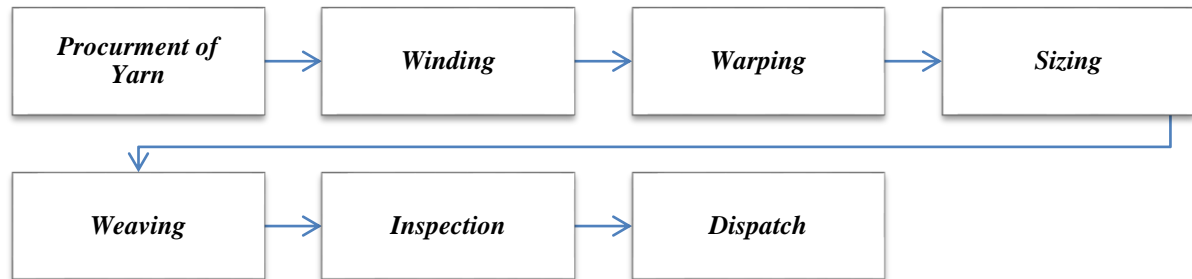 Procurment of
Yarn
Winding
Warping
Sizing
Weaving
Inspection
Dispatch